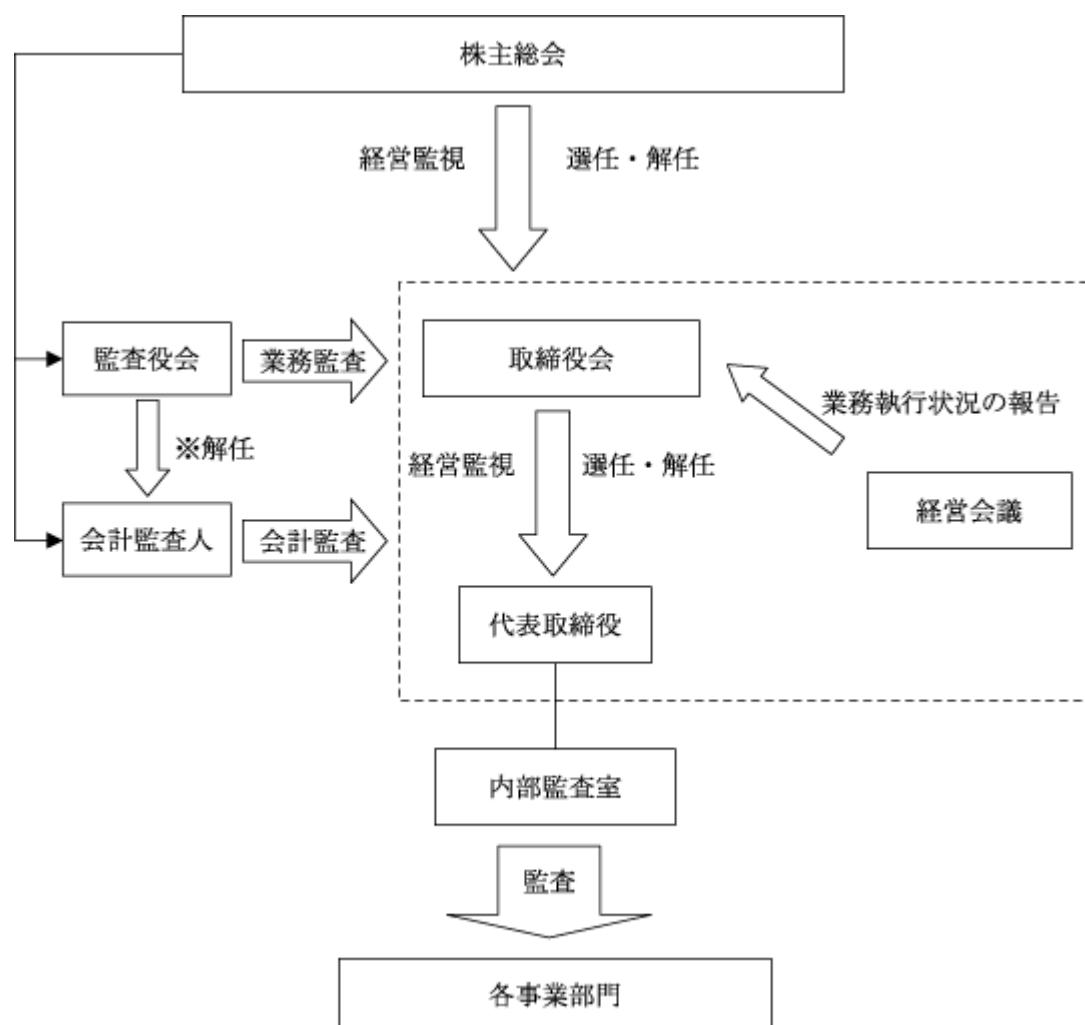 株主総会
経営監視
選任・解任
監査役会
業務監査
取締役会
業務執行状況の報告
※解任
経営監視
選任・解任
会計監査人
会計監査
経営会議
代表取締役
内部監査室
監査
各事業部門